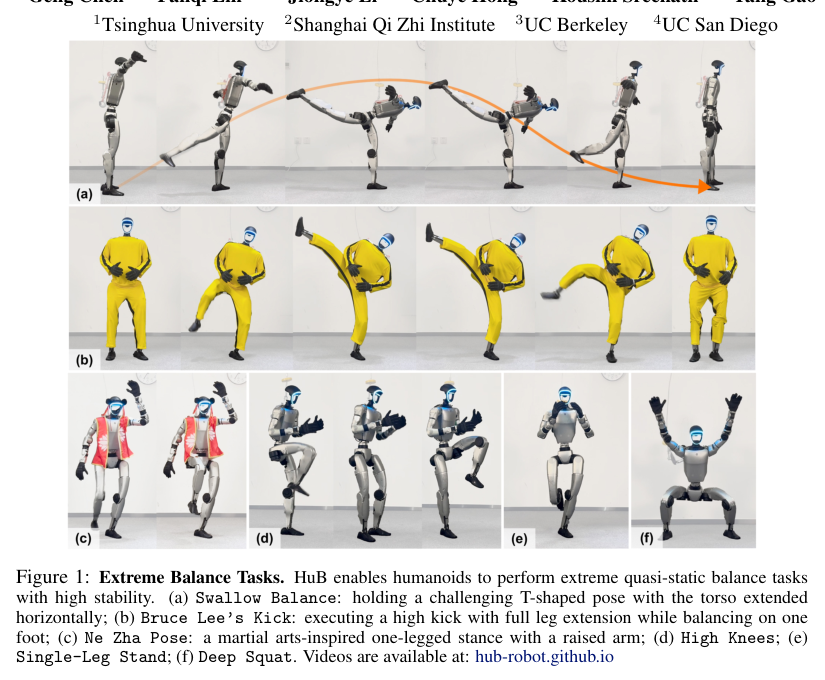 ¹Tsinghua University ²Shanghai Qi Zhi Institute ³UC Berkeley ⁴UC San Diego
(a)
(b)
(c) (d) (e) (f)
Figure 1: Extreme Balance Tasks. HuB enables humanoids to perform extreme quasi-static balance tasks
with high stability. (a) Swallow Balance: holding a challenging T-shaped pose with the torso extended
horizontally; (b) Bruce Lee's Kick: executing a high kick with full leg extension while balancing on one
foot; (c) Ne Zha Pose: a martial arts-inspired one-legged stance with a raised arm; (d) High Knees; (e)
Single-Leg Stand; (f) Deep Squat. Videos are available at: hub-robot.github.io